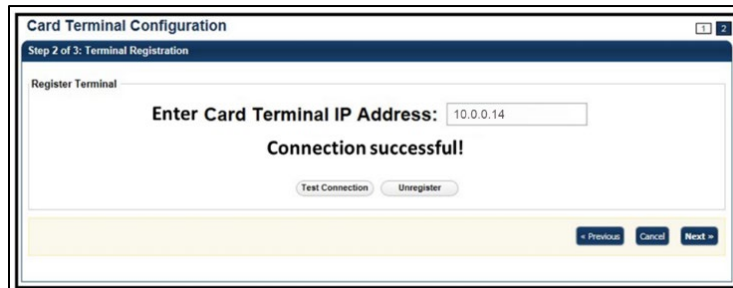 Card Terminal Configuration
1 2
Step 2 of 3: Terminal Registration
Register Terminal
Enter Card Terminal IP Address: 10.0.0.14
Connection successful!
Test Connection Unregister
« Previous Cancel Next »